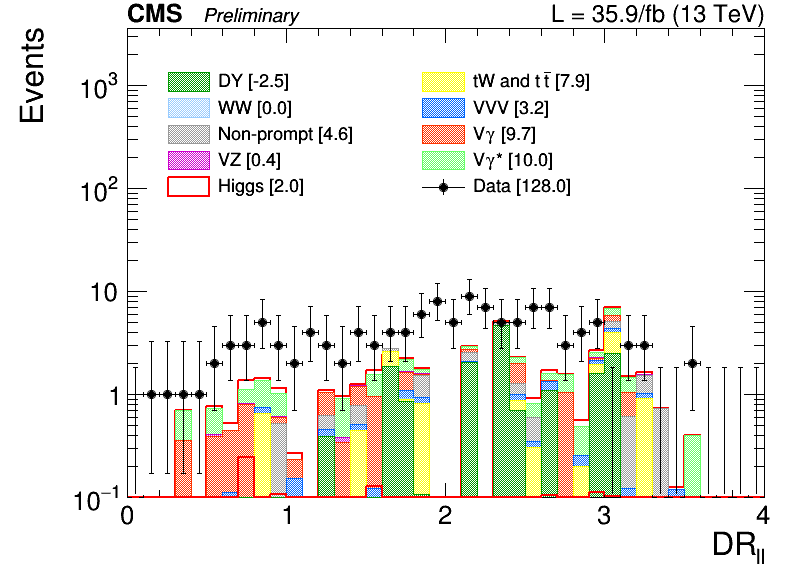 CMS Preliminary L = 35.9/fb (13 TeV)
Events
10³
10²
10
1
10⁻¹
DY [-2.5]
WW [0.0]
Non-prompt [4.6]
VZ [0.4]
Higgs [2.0]
tW and tt̅ [7.9]
VVV [3.2]
Vγ [9.7]
Vγ* [10.0]
Data [128.0]
0 1 2 3 4
DR_ll